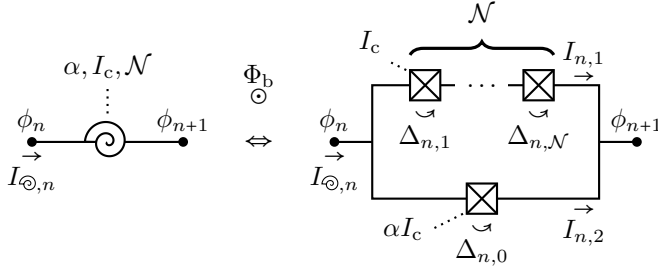 𝒩
α, I_c, 𝒩
I_c
I_{n,1}
Φ_b
ϕ_n
ϕ_{n+1}
⇔
ϕ_n
Δ_{n,1}
. . .
Δ_{n,𝒩}
ϕ_{n+1}
I_{꩜,n}
I_{꩜,n}
αI_c
Δ_{n,0}
I_{n,2}